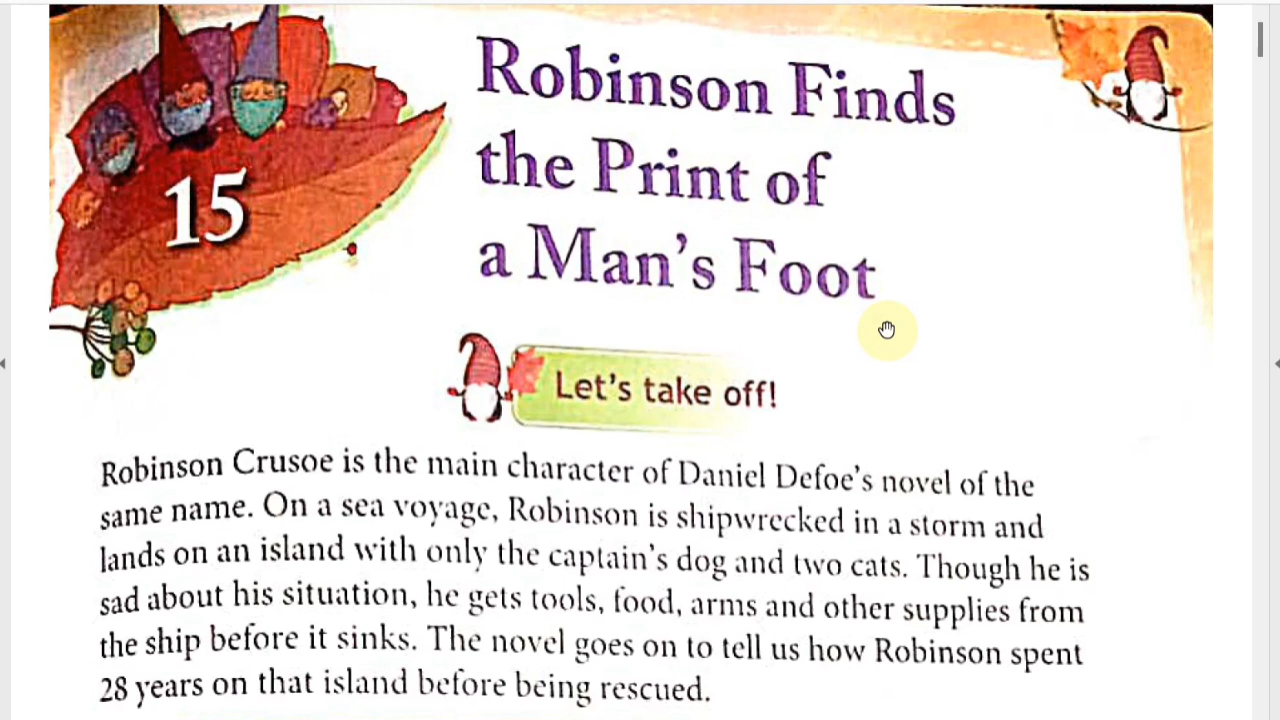 15
Robinson Finds
the Print of
a Man's Foot
Let's take off!
Robinson Crusoe is the main character of Daniel Defoe's novel of the
same name. On a sea voyage, Robinson is shipwrecked in a storm and
lands on an island with only the captain's dog and two cats. Though he is
sad about his situation, he gets tools, food, arms and other supplies from
the ship before it sinks. The novel goes on to tell us how Robinson spent
28 years on that island before being rescued.